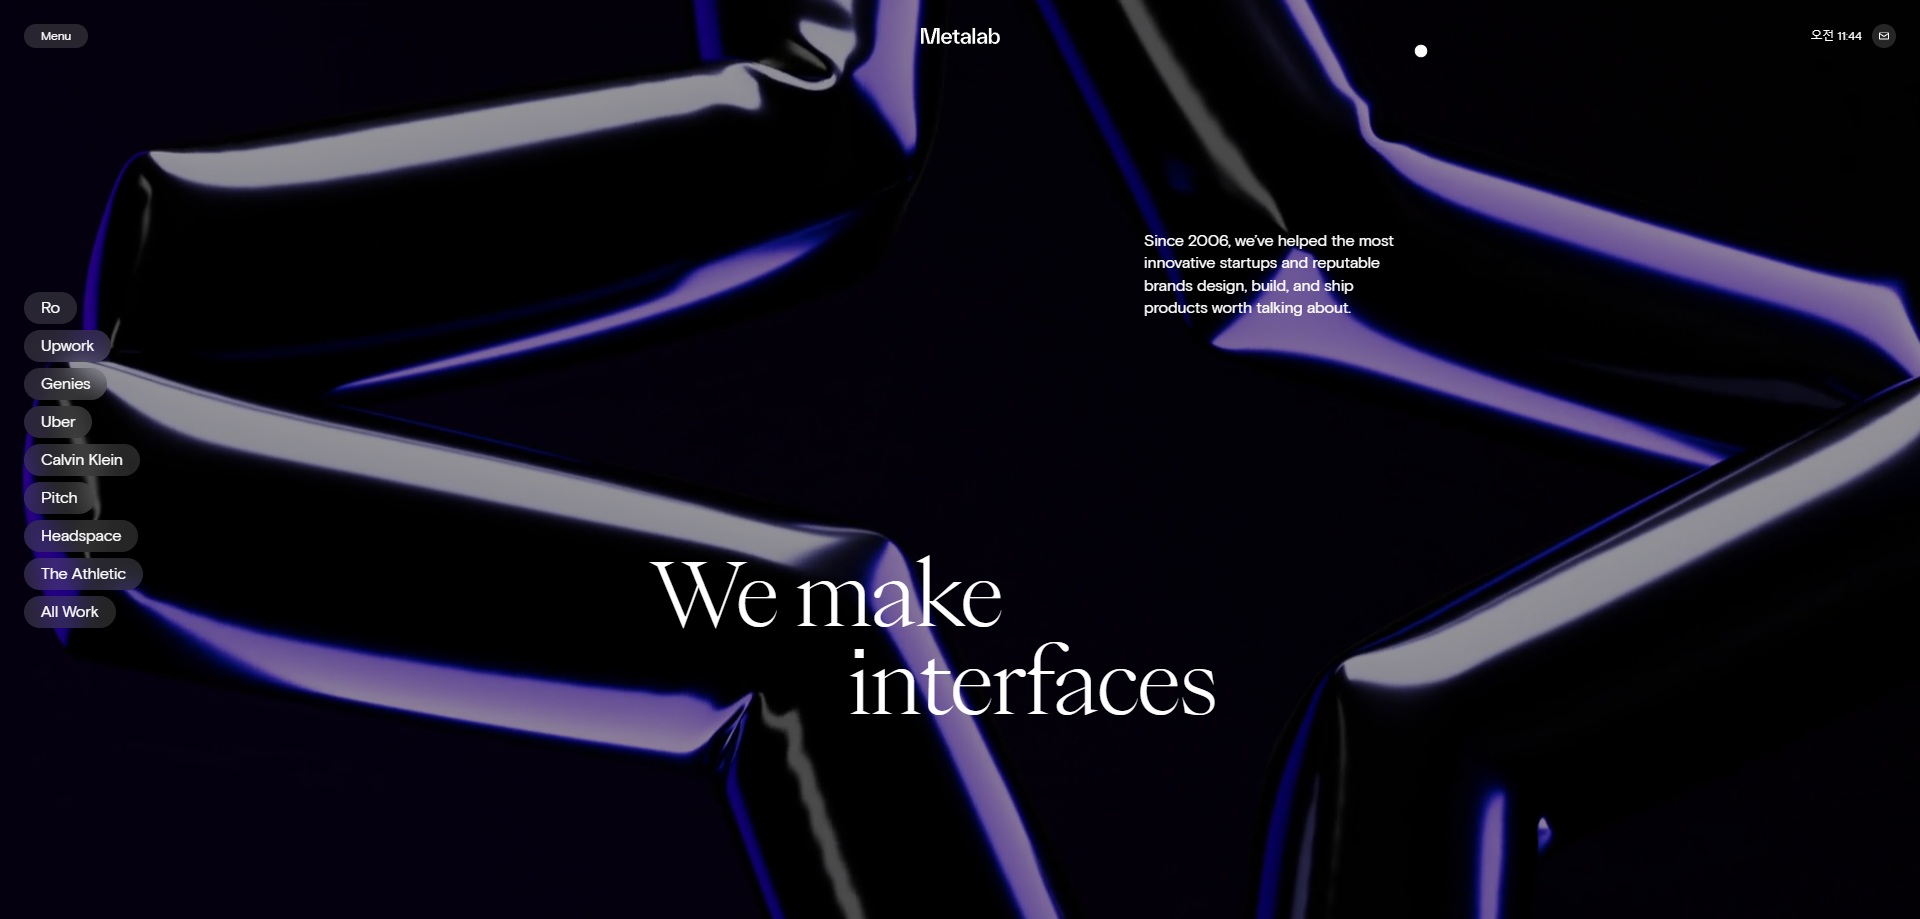 Menu
Metalab
오전 11:44
Since 2006, we've helped the most
innovative startups and reputable
brands design, build, and ship
products worth talking about.
Ro
Upwork
Genies
Uber
Calvin Klein
Pitch
Headspace
The Athletic
All Work
We make
interfaces